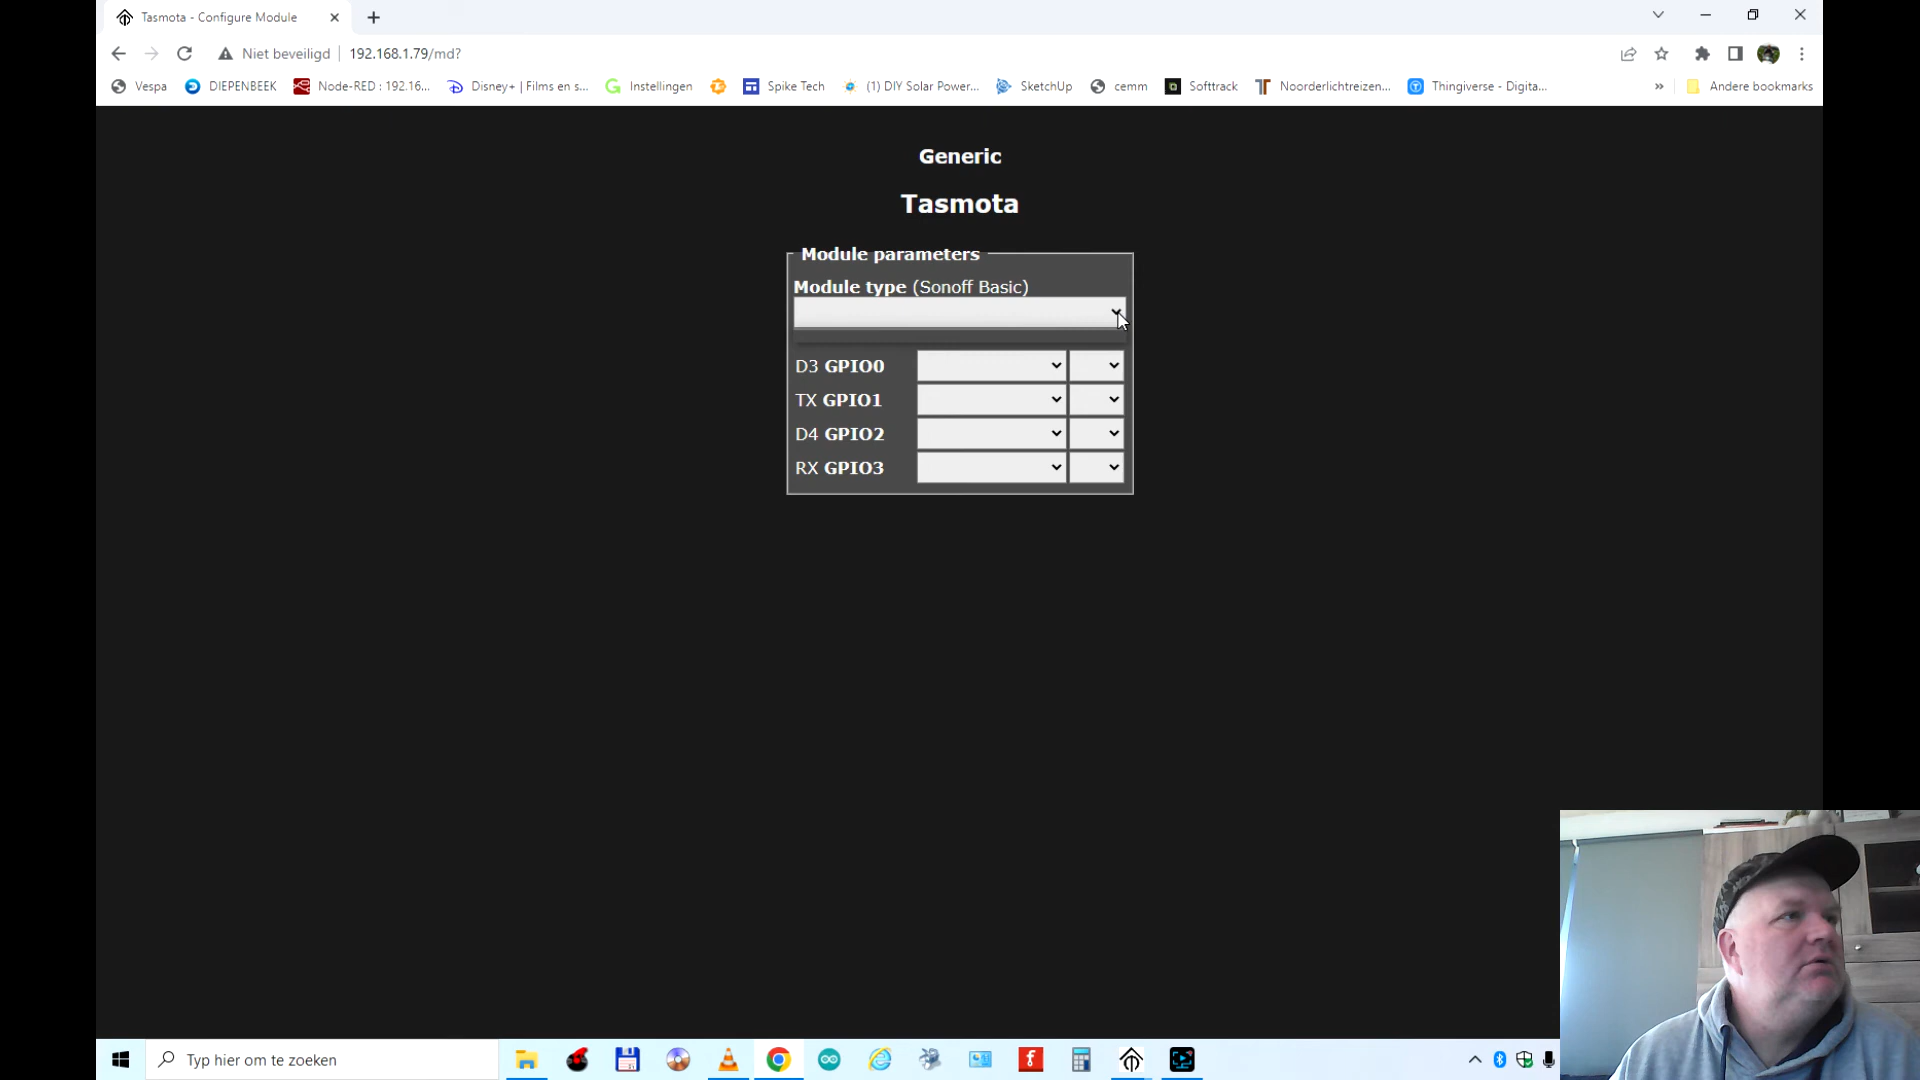 Tasmota - Configure Module
Niet beveiligd
192.168.1.79/md?
Vespa
DIEPENBEEK
Node-RED : 192.16...
Disney+ | Films en s...
Instellingen
Spike Tech
(1) DIY Solar Power...
SketchUp
cemm
Softtrack
Noorderlichtreizen...
Thingiverse - Digita...
»
Andere bookmarks
Generic
Tasmota
Module parameters
Module type (Sonoff Basic)
D3 GPIO0
TX GPIO1
D4 GPIO2
RX GPIO3
Typ hier om te zoeken